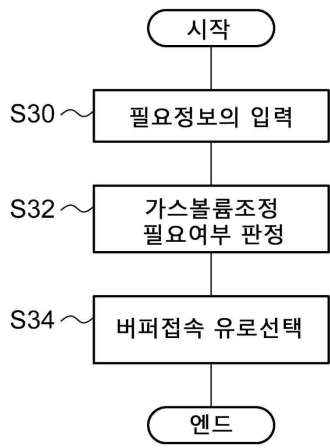 시작
S30
필요정보의 입력
S32
가스볼륨조정
필요여부 판정
S34
버퍼접속 유로선택
엔드